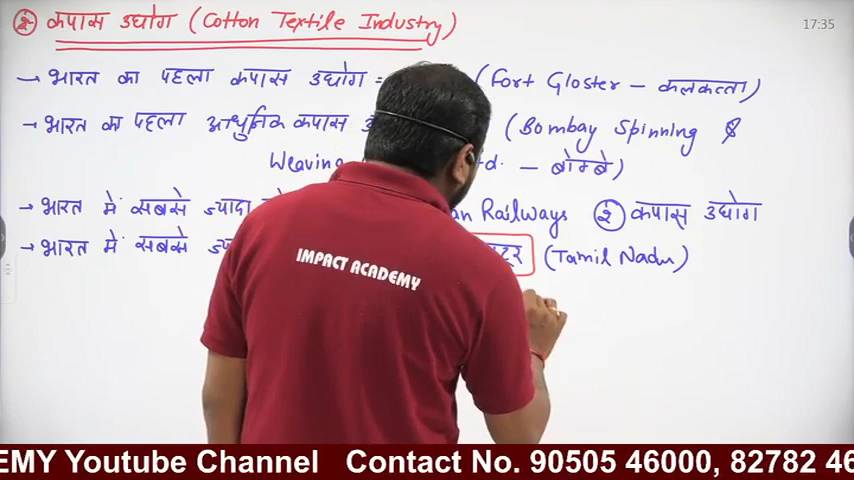 ② कपास उद्योग (Cotton Textile Industry)
17:35
→ भारत का पहला कपास उद्योग = (Fort Gloster – कलकत्ता)
→ भारत का पहला आधुनिक कपास (Bombay Spinning &
Weaving td. – बोम्बे)
→ भारत में सबसे ज्यादा Railways ② कपास उद्योग
→ भारत में सबसे (Tamil Nadu)
IMPACT ACADEMY
EMY Youtube Channel Contact No. 90505 46000, 82782 46